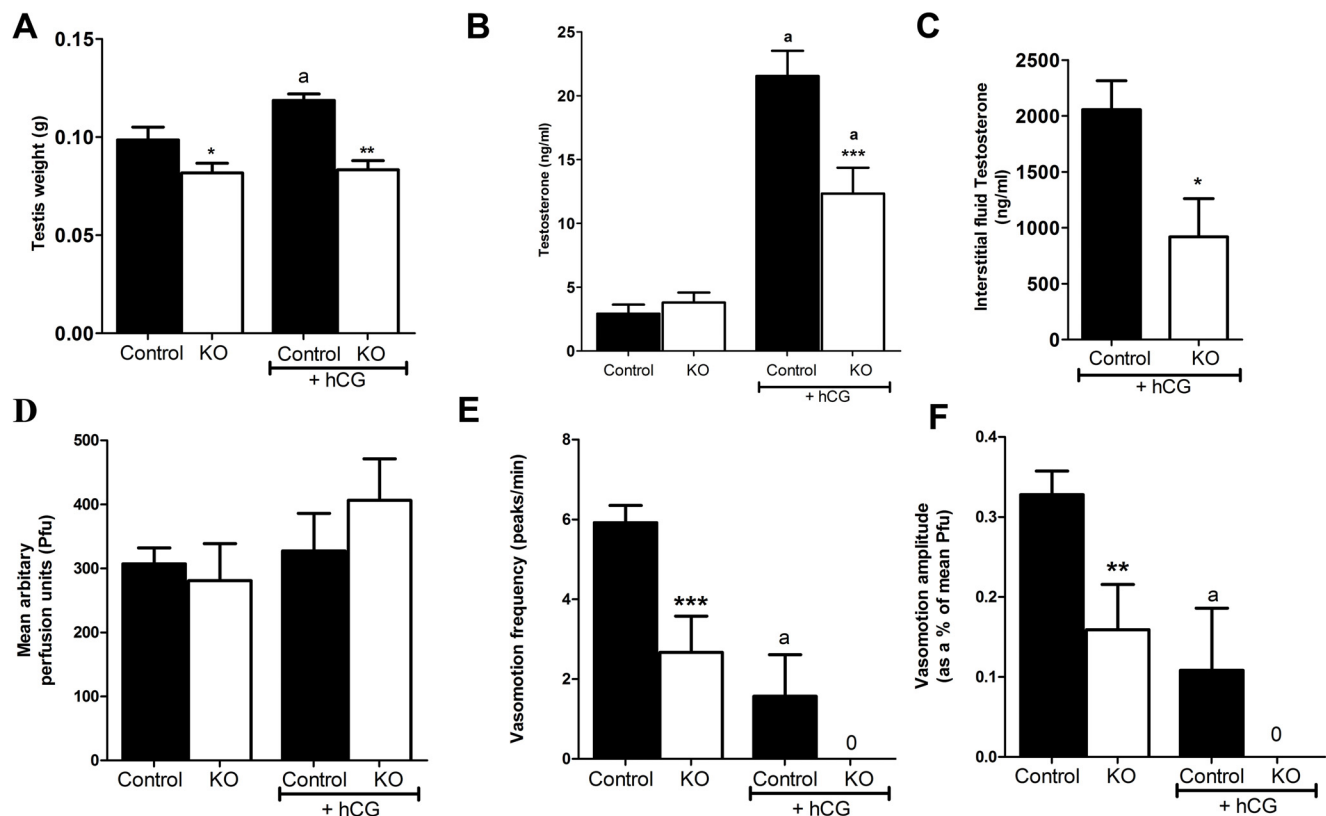 A
Testis weight (g)
0.15
0.10
0.05
0.00
a
*
**
Control KO Control KO
+ hCG
B
Testosterone (ng/ml)
25
20
15
10
5
0
a
a
***
Control KO Control KO
+ hCG
C
Interstitial fluid Testosterone
(ng/ml)
2500
2000
1500
1000
500
0
*
Control KO
+ hCG
D
Mean arbitary
perfusion units (Pfu)
500
400
300
200
100
0
Control KO Control KO
+ hCG
E
Vasomotion frequency (peaks/min)
8
6
4
2
0
***
a
0
Control KO Control KO
+ hCG
F
Vasomotion amplitude
(as a % of mean Pfu)
0.4
0.3
0.2
0.1
0.0
**
a
0
Control KO Control KO
+ hCG